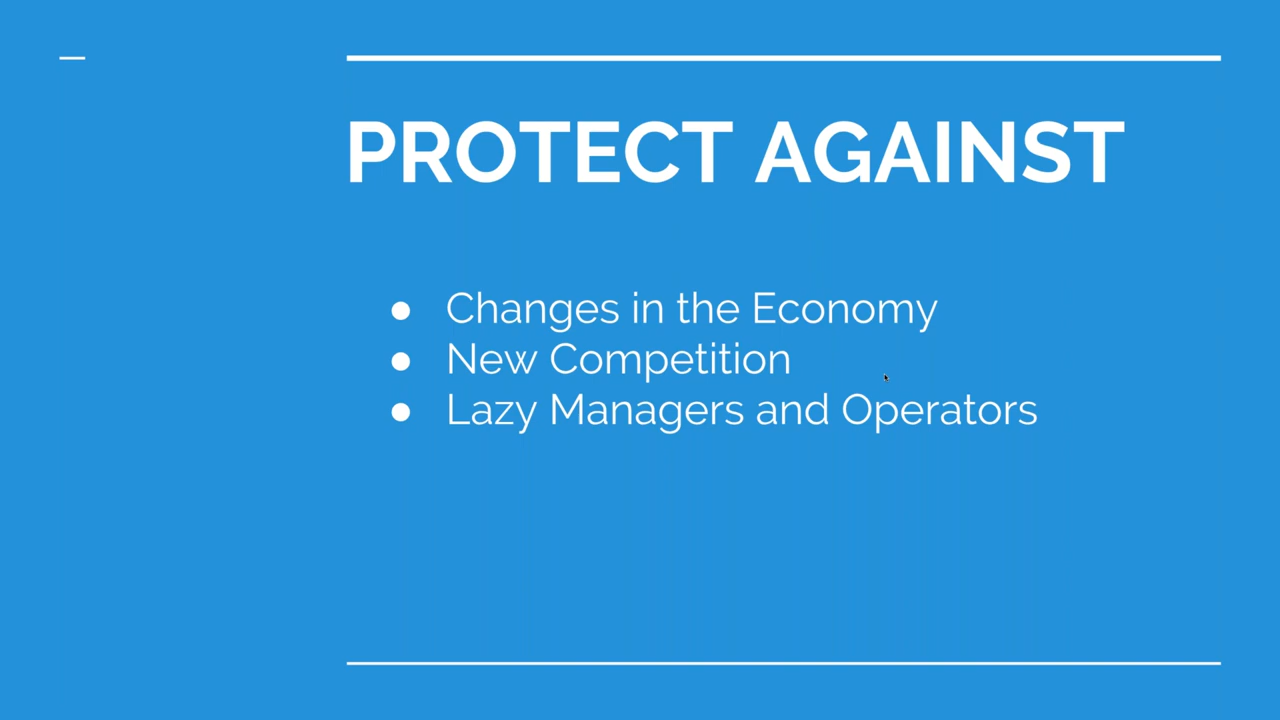 PROTECT AGAINST
● Changes in the Economy
● New Competition
● Lazy Managers and Operators